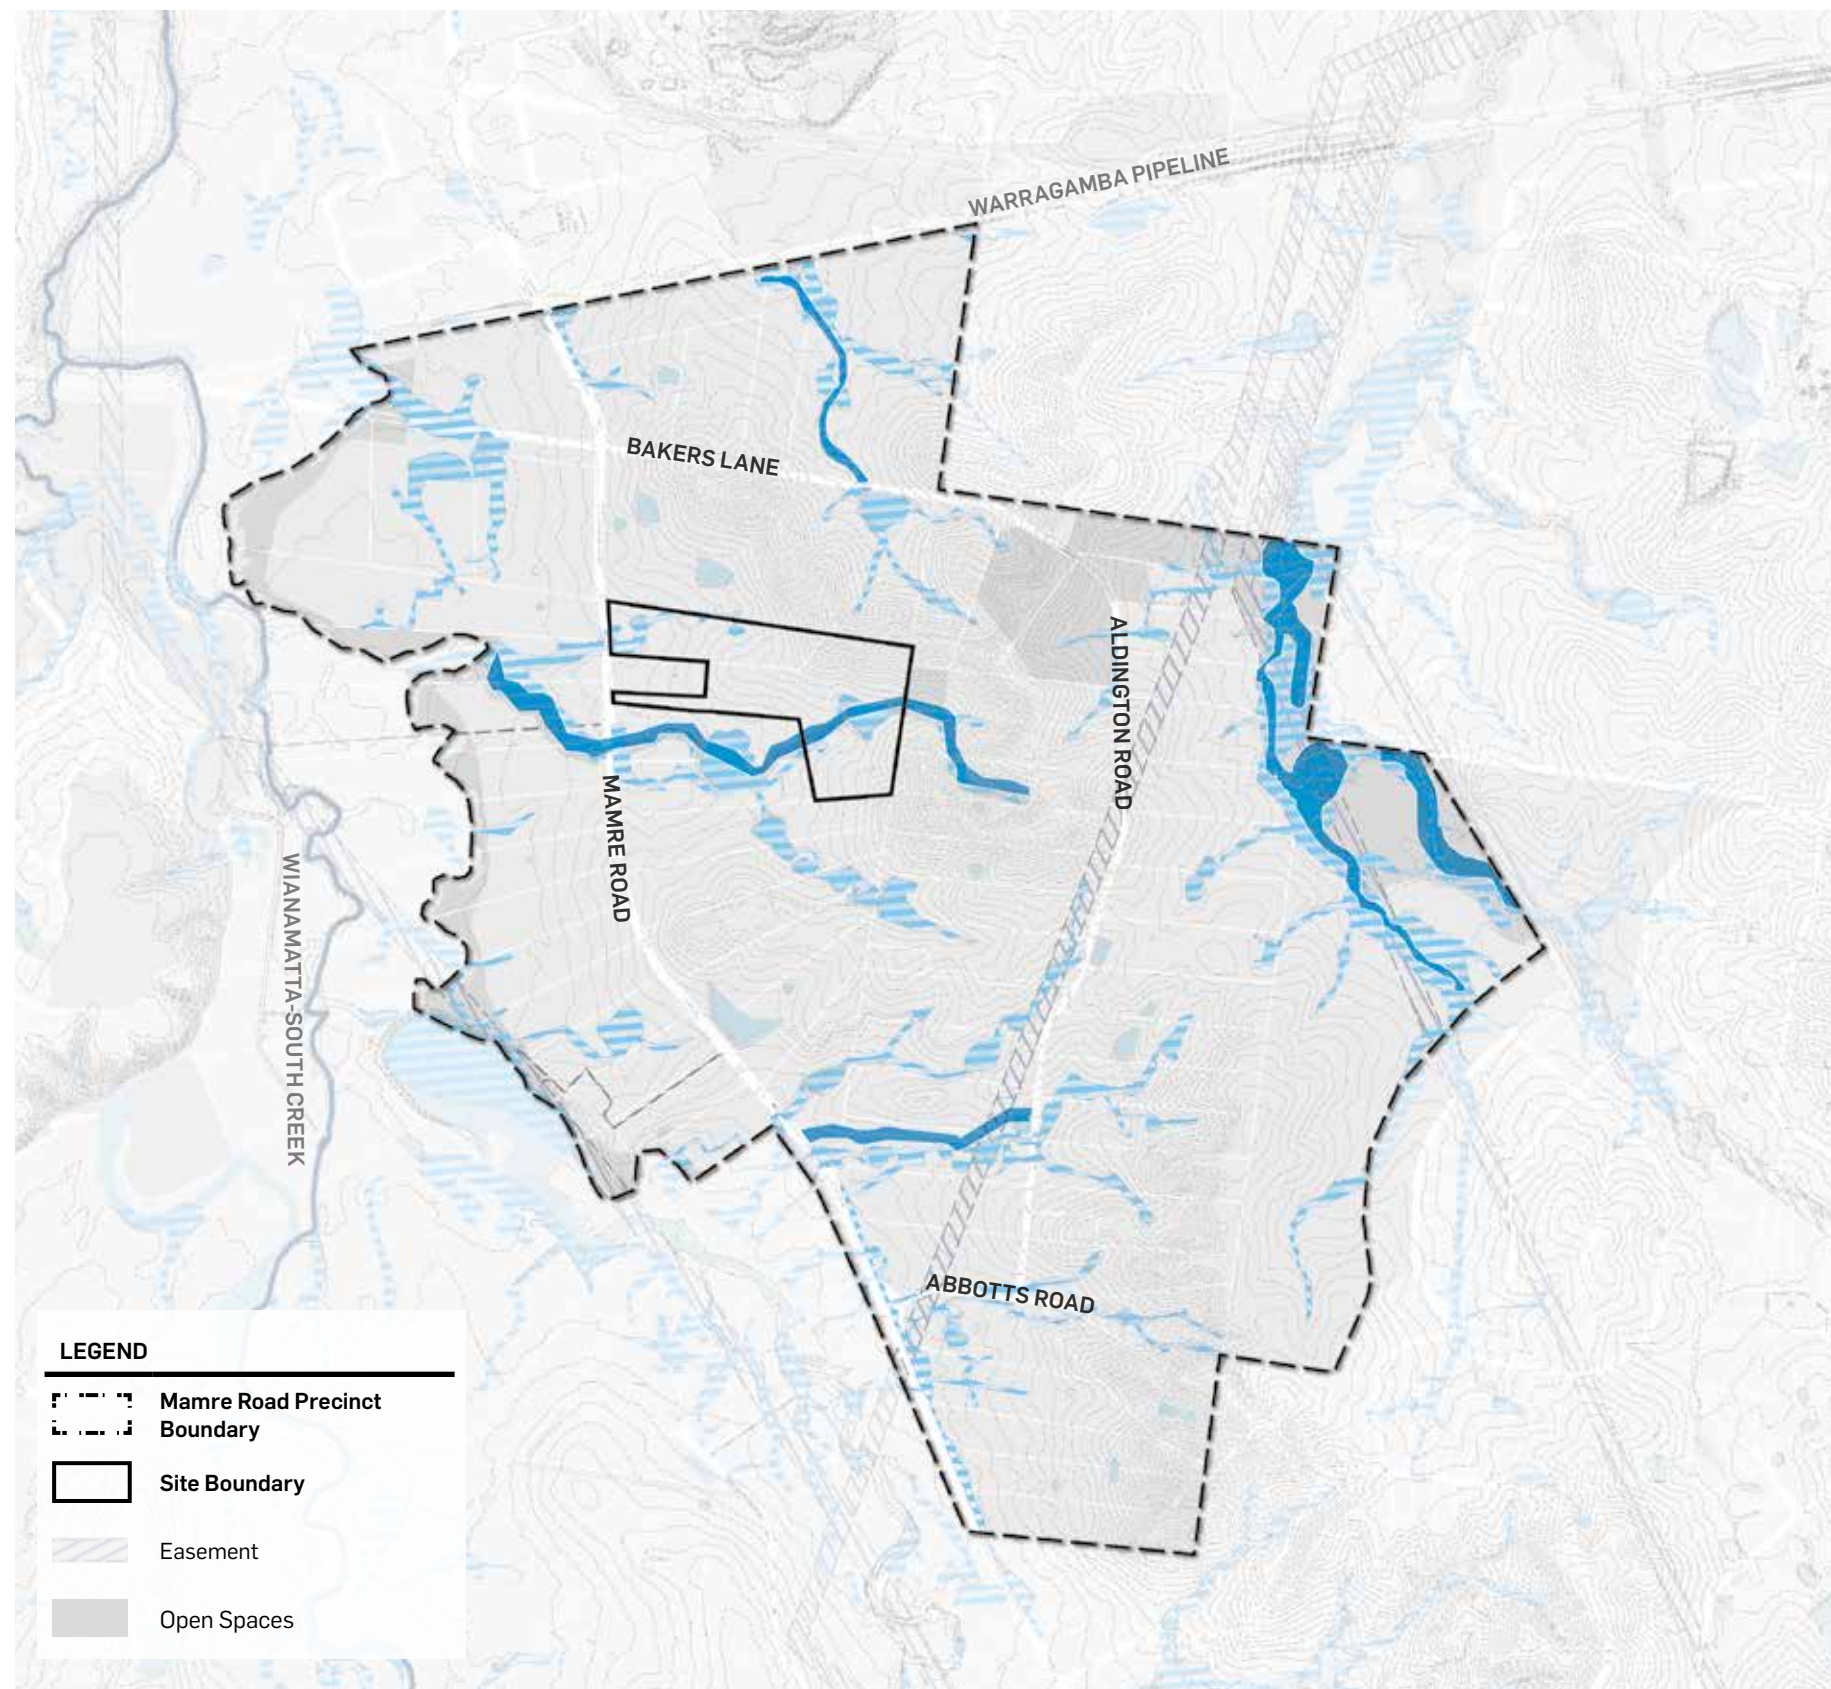 WARRAGAMBA PIPELINE
BAKERS LANE
ALDINGTON ROAD
MAMRE ROAD
WIANAMATTA-SOUTH CREEK
ABBOTTS ROAD
LEGEND
Mamre Road Precinct
Boundary
Site Boundary
Easement
Open Spaces